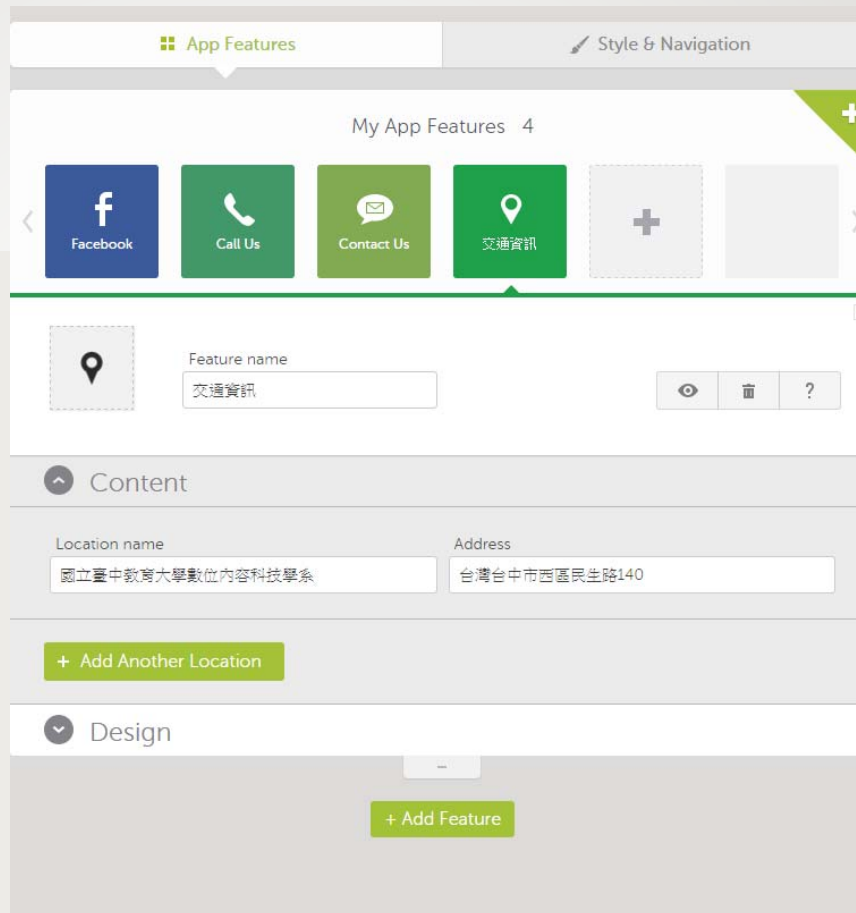 App Features
Style & Navigation
My App Features 4
Facebook
Call Us
Contact Us
交通資訊
Feature name
交通資訊
?
Content
Location name
Address
國立臺中教育大學數位內容科技學系
台灣台中市西區民生路140
+ Add Another Location
Design
+ Add Feature